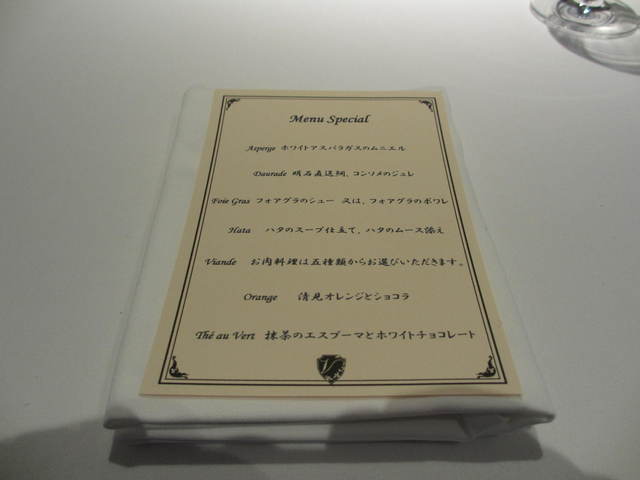 Menu Special
Asperge ホワイトアスパラガスのムニエル
Daurade 明石直送鯛、コンソメのジュレ
Foie Gras フォアグラのシュー 又は、フォアグラのポワレ
Hata ハタのスープ仕立て、ハタのムース添え
Viande お肉料理は五種類からお選びいただきます。
Orange 清見オレンジとショコラ
Thé au Vert 抹茶のエスプーマとホワイトチョコレート
V